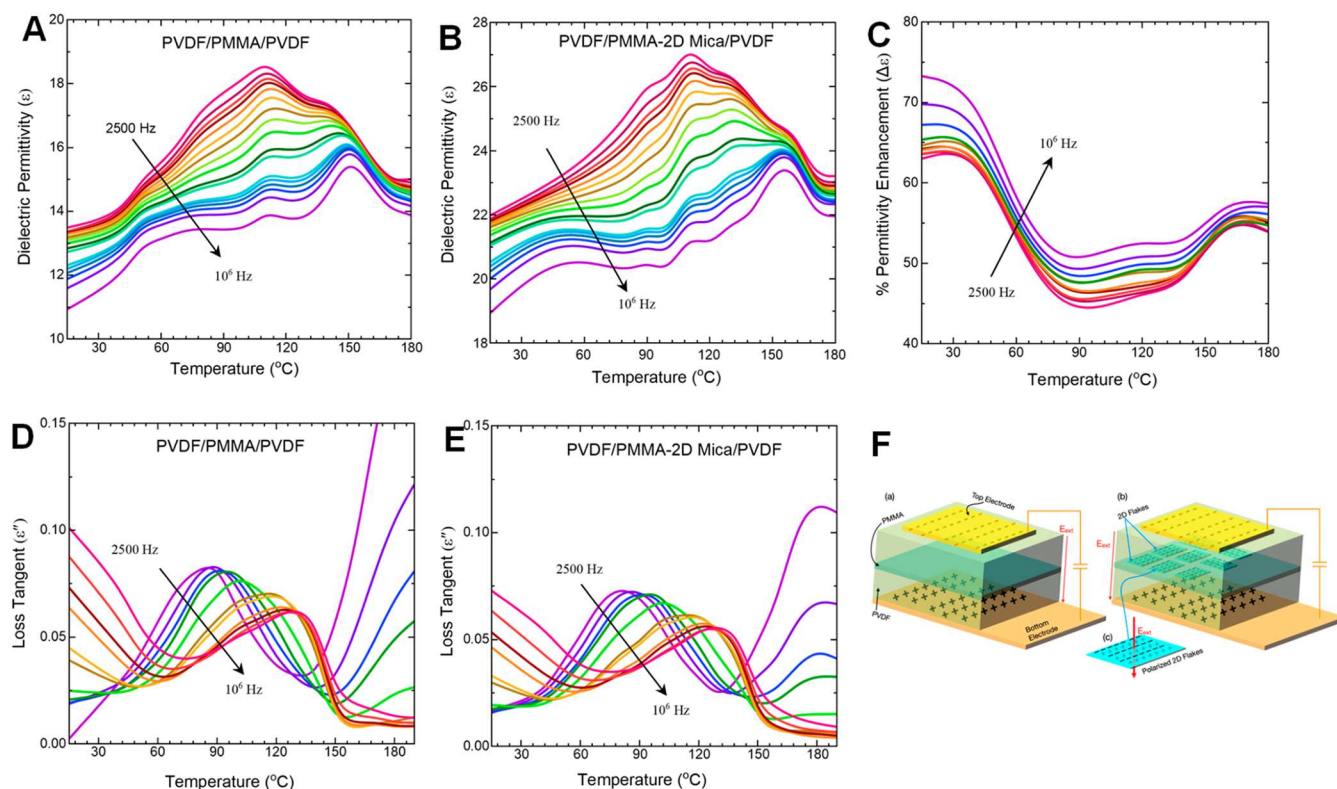 A
PVDF/PMMA/PVDF
2500 Hz
10⁶ Hz
Dielectric Permittivity (ε)
20
18
16
14
12
10
30 60 90 120 150 180
Temperature (°C)
B
PVDF/PMMA-2D Mica/PVDF
2500 Hz
10⁶ Hz
Dielectric Permittivity (ε)
28
26
24
22
20
18
30 60 90 120 150 180
Temperature (°C)
C
10⁶ Hz
2500 Hz
% Permittivity Enhancement (Δε)
80
70
60
50
40
30 60 90 120 150 180
Temperature (°C)
D
PVDF/PMMA/PVDF
2500 Hz
10⁶ Hz
Loss Tangent (ε″)
0.15
0.10
0.05
0.00
30 60 90 120 150 180
Temperature (°C)
E
PVDF/PMMA-2D Mica/PVDF
2500 Hz
10⁶ Hz
Loss Tangent (ε″)
0.15
0.10
0.05
0.00
30 60 90 120 150 180
Temperature (°C)
F
(a)
Top Electrode
PMMA
PVDF
Eext
Bottom Electrode
(b)
2D Flakes
Eext
(c)
Eext
Polarized 2D Flakes